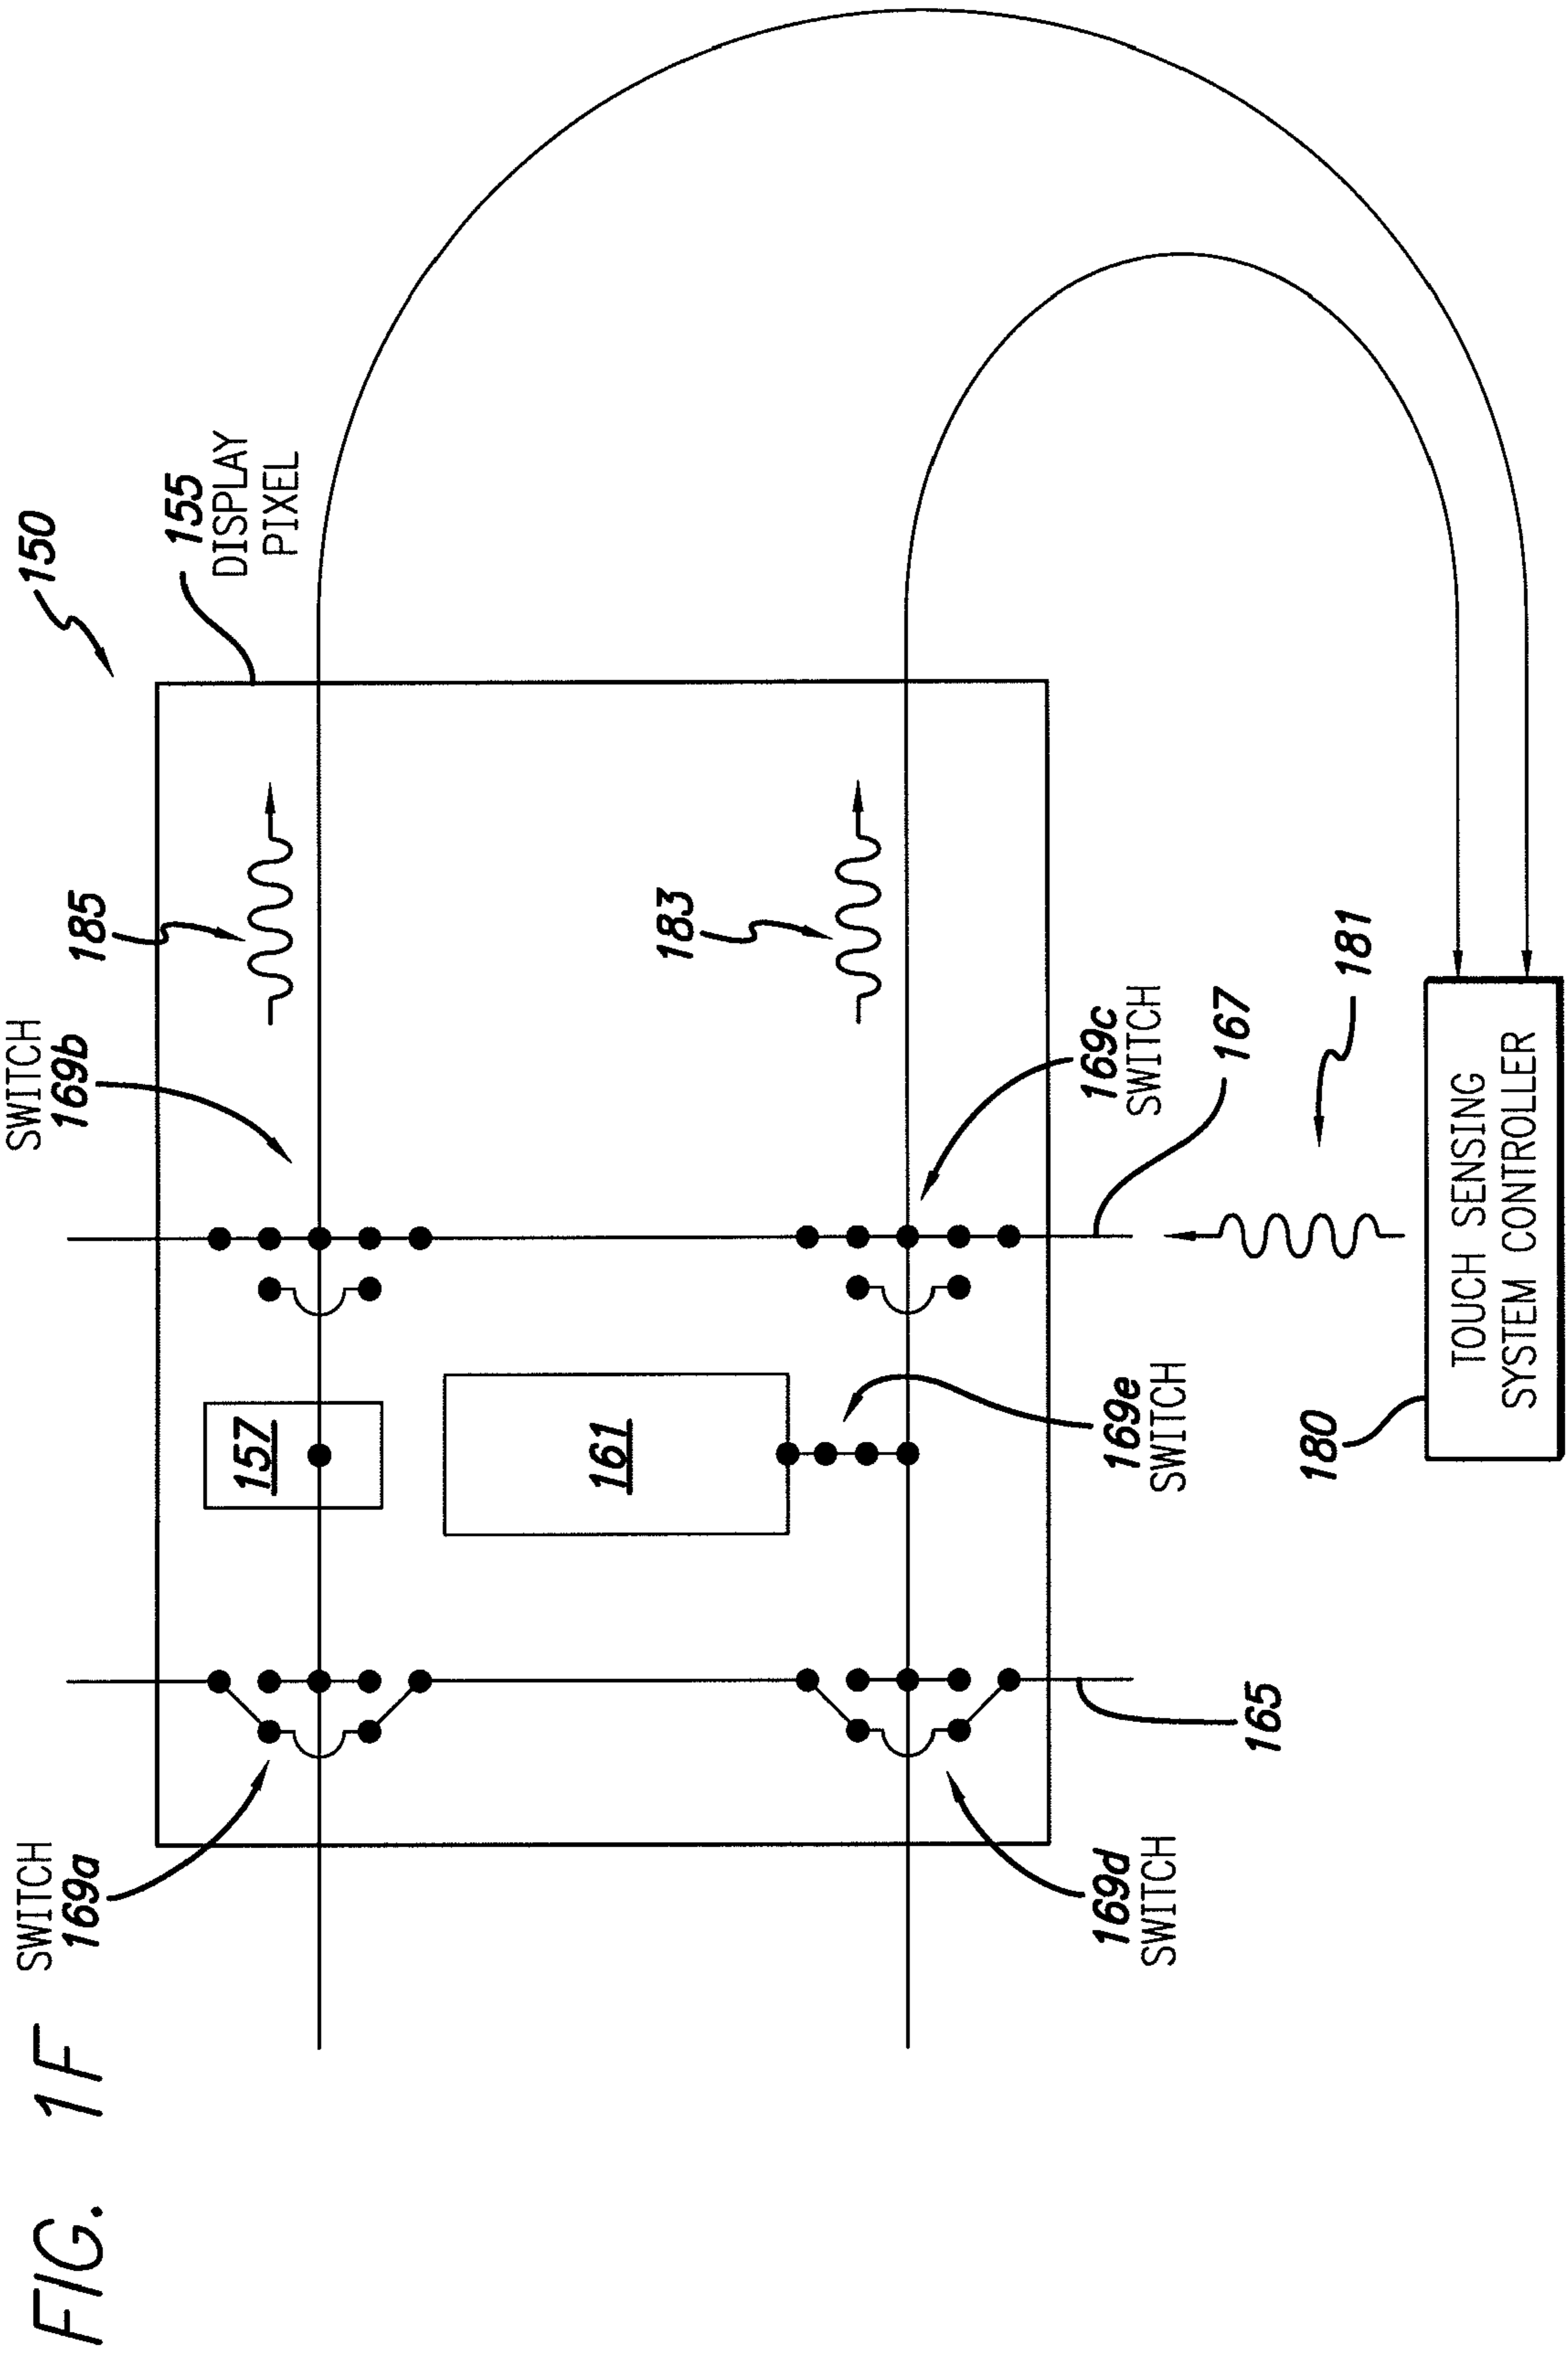 FIG. 1F
SWITCH
169a
SWITCH
169b
185
150
155
DISPLAY
PIXEL
157
161
183
169e
SWITCH
169d
SWITCH
169c
SWITCH
165
167
181
180
TOUCH SENSING
SYSTEM CONTROLLER